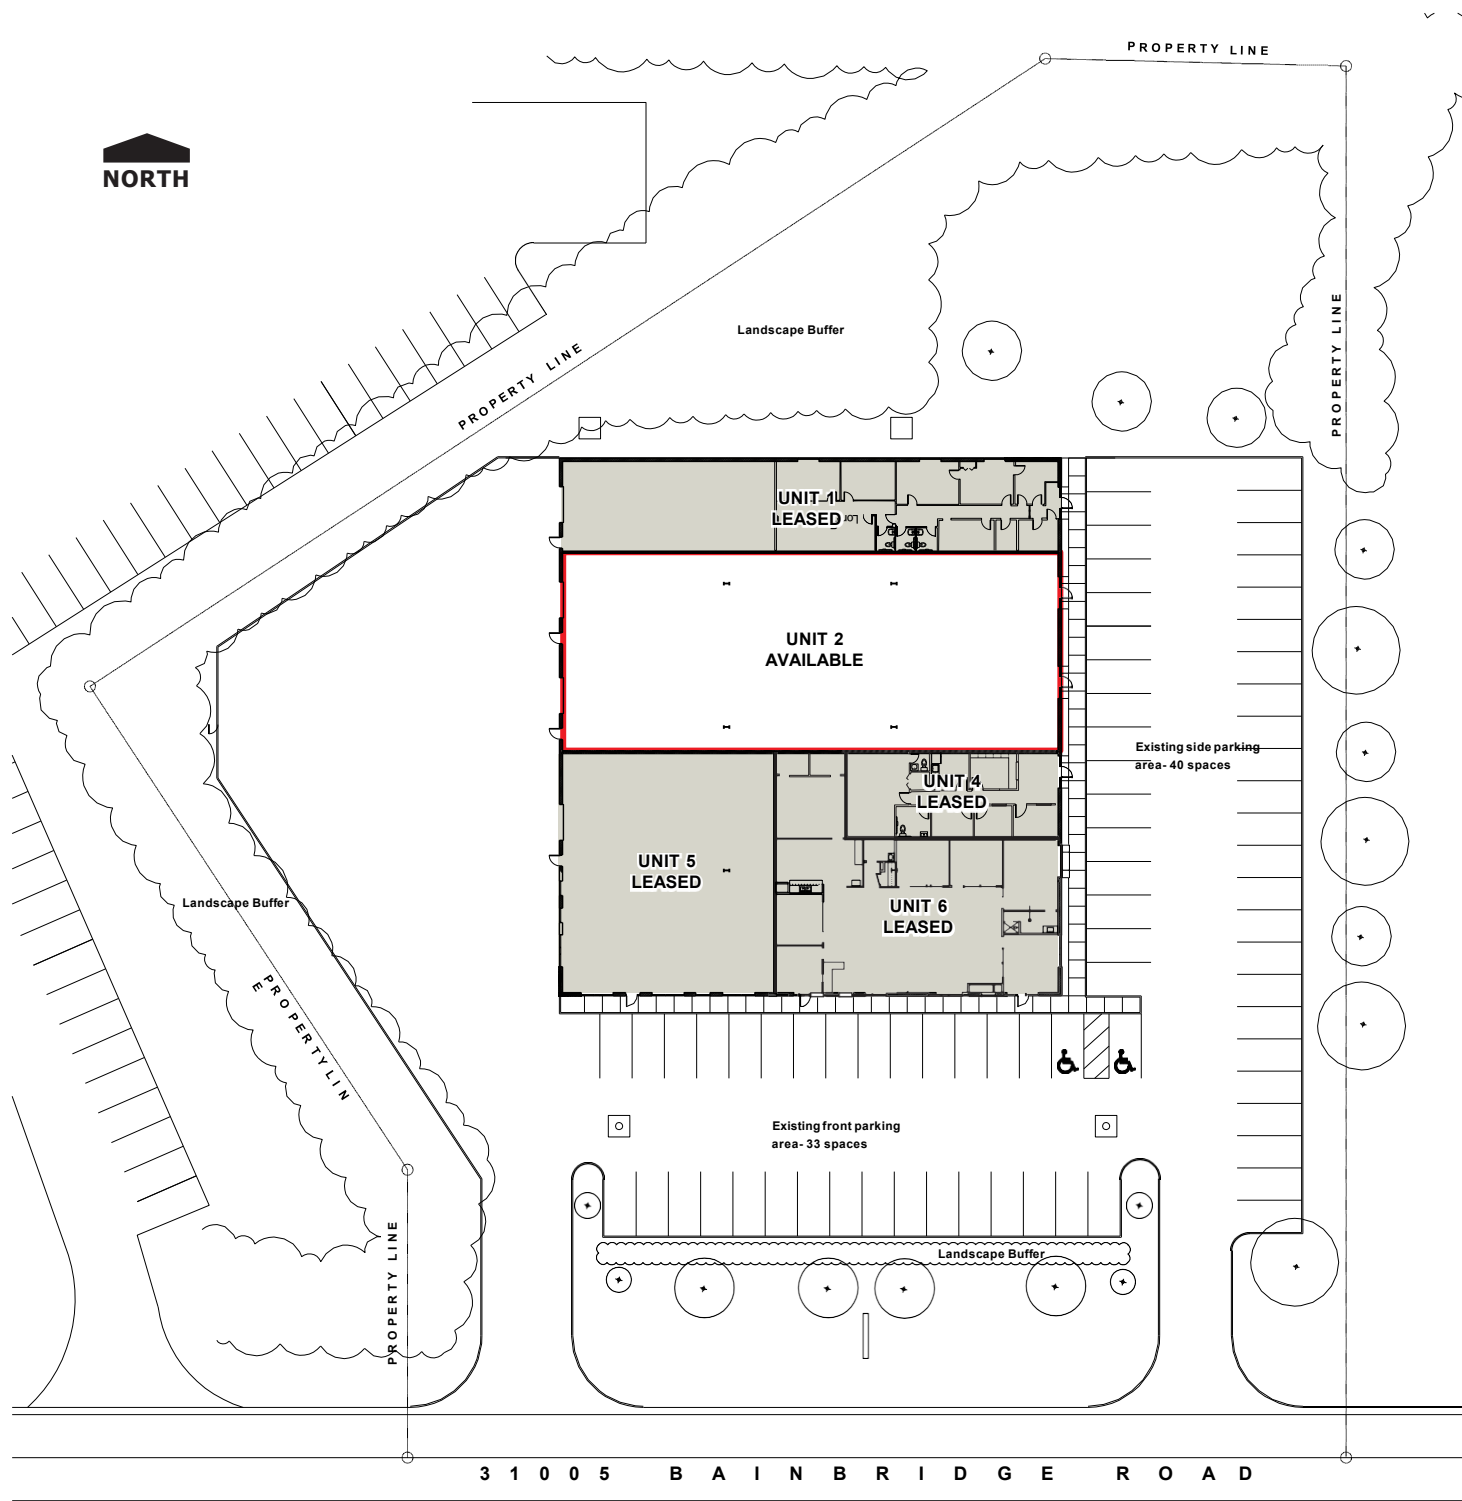 PROPERTY LINE
NORTH
PROPERTY LINE
Landscape Buffer
PROPERTY LINE
UNIT 1
LEASED
UNIT 2
AVAILABLE
Existing side parking
area- 40 spaces
UNIT 4
LEASED
UNIT 5
LEASED
UNIT 6
LEASED
Landscape Buffer
PROPERTYLIN
E
Existing front parking
area- 33 spaces
PROPERTY LINE
Landscape Buffer
31005 BAINBRIDGE ROAD